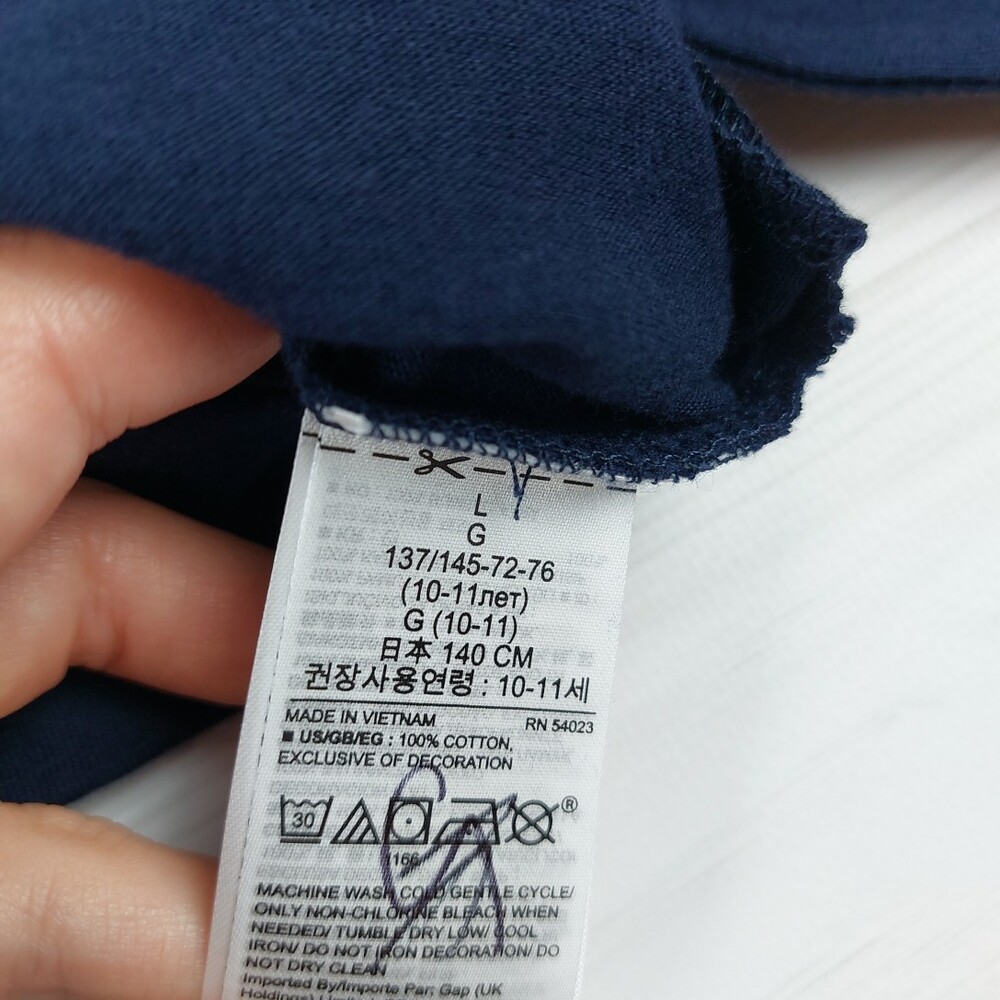 L
G
137/145-72-76
(10-11лет)
G (10-11)
日本 140 CM
권장사용연령 : 10-11세
MADE IN VIETNAM RN 54023
■ US/GB/EG : 100% COTTON,
EXCLUSIVE OF DECORATION
30 ®
166
MACHINE WASH COLD GENTLE CYCLE/
ONLY NON-CHLORINE BLEACH WHEN
NEEDED/ TUMBLE DRY LOW/ COOL
IRON/ DO NOT IRON DECORATION/ DO
NOT DRY CLEAN
Imported By/Importe Par: Gap (UK
Holdings)